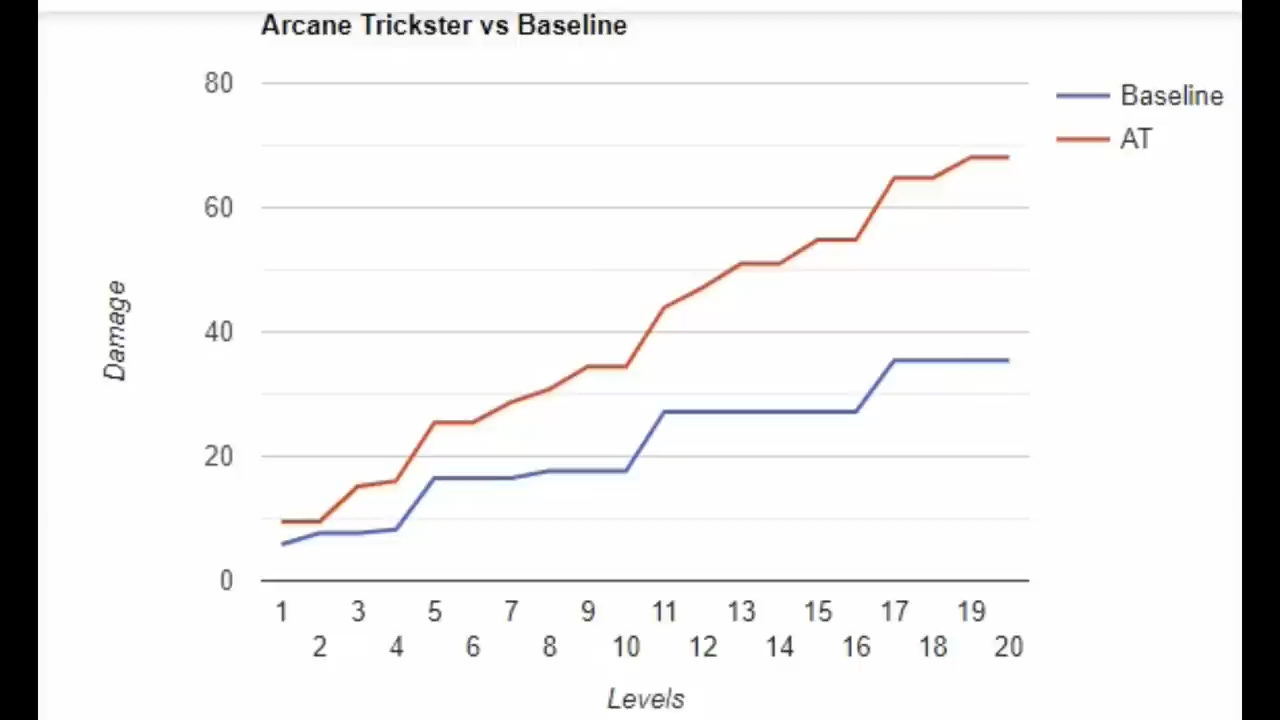 Arcane Trickster vs Baseline
80
60
40
20
0
Damage
Baseline
AT
1 3 5 7 9 11 13 15 17 19
2 4 6 8 10 12 14 16 18 20
Levels